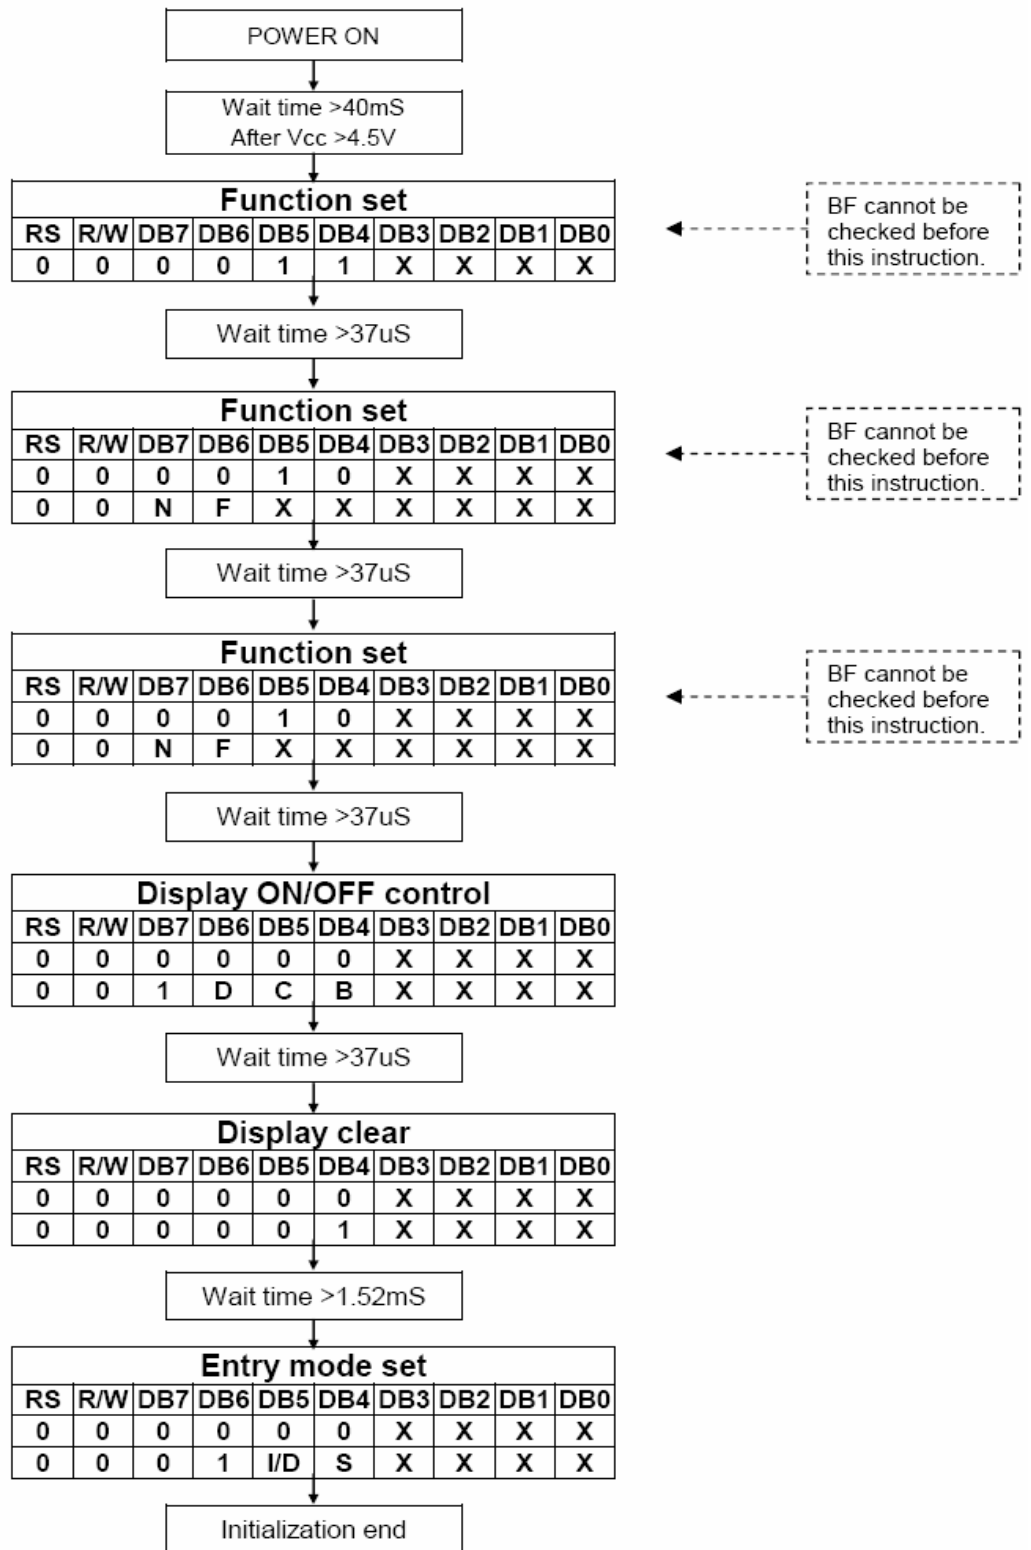 POWER ON
Wait time >40mS
After Vcc >4.5V
Function set
RS R/W DB7 DB6 DB5 DB4 DB3 DB2 DB1 DB0
0 0 0 0 1 1 X X X X
BF cannot be
checked before
this instruction.
Wait time >37uS
Function set
RS R/W DB7 DB6 DB5 DB4 DB3 DB2 DB1 DB0
0 0 0 0 1 0 X X X X
0 0 N F X X X X X X
BF cannot be
checked before
this instruction.
Wait time >37uS
Function set
RS R/W DB7 DB6 DB5 DB4 DB3 DB2 DB1 DB0
0 0 0 0 1 0 X X X X
0 0 N F X X X X X X
BF cannot be
checked before
this instruction.
Wait time >37uS
Display ON/OFF control
RS R/W DB7 DB6 DB5 DB4 DB3 DB2 DB1 DB0
0 0 0 0 0 0 X X X X
0 0 1 D C B X X X X
Wait time >37uS
Display clear
RS R/W DB7 DB6 DB5 DB4 DB3 DB2 DB1 DB0
0 0 0 0 0 0 X X X X
0 0 0 0 0 1 X X X X
Wait time >1.52mS
Entry mode set
RS R/W DB7 DB6 DB5 DB4 DB3 DB2 DB1 DB0
0 0 0 0 0 0 X X X X
0 0 0 1 I/D S X X X X
Initialization end